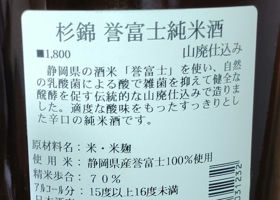 杉錦 誉富士純米酒
■1,800 山廃仕込み
静岡県の酒米「誉富士」を使い、自然
の乳酸菌による酸で雑菌を抑えて健全な
醗酵を促す伝統的な山廃仕込みで造りま
した。適度な酸味をもったすっきりとし
た辛口の純米酒です。
原材料名：米・米麹
使用米：静岡県産誉富士100%使用
精米歩合：７０％
アルコール分：15度以上16度未満
031232